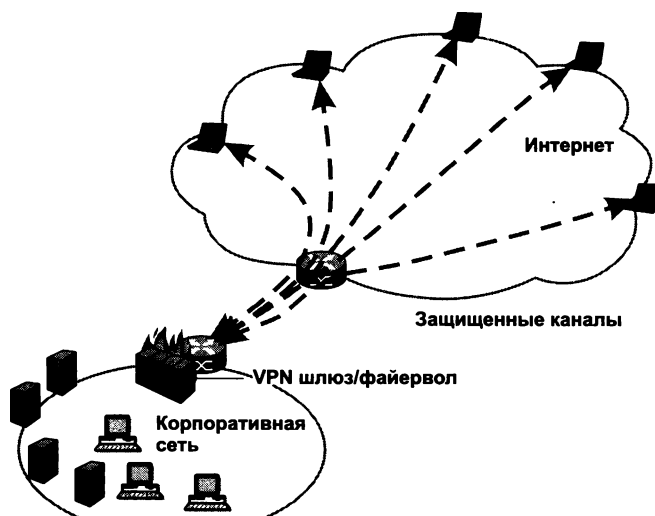 Интернет
Защищенные каналы
VPN шлюз/файервол
Корпоративная
сеть